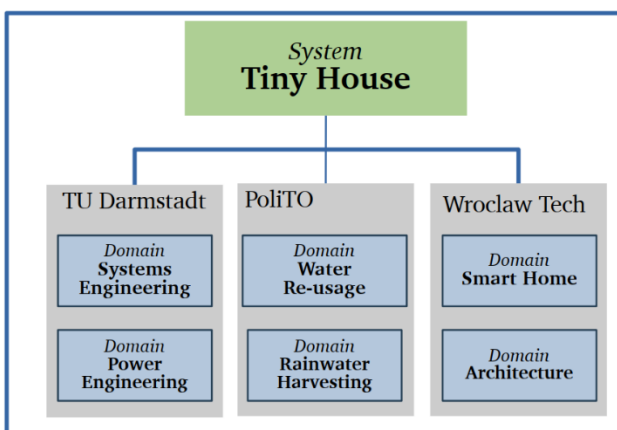 System
Tiny House
TU Darmstadt
Domain
Systems
Engineering
Domain
Power
Engineering
PoliTO
Domain
Water
Re-usage
Domain
Rainwater
Harvesting
Wroclaw Tech
Domain
Smart Home
Domain
Architecture